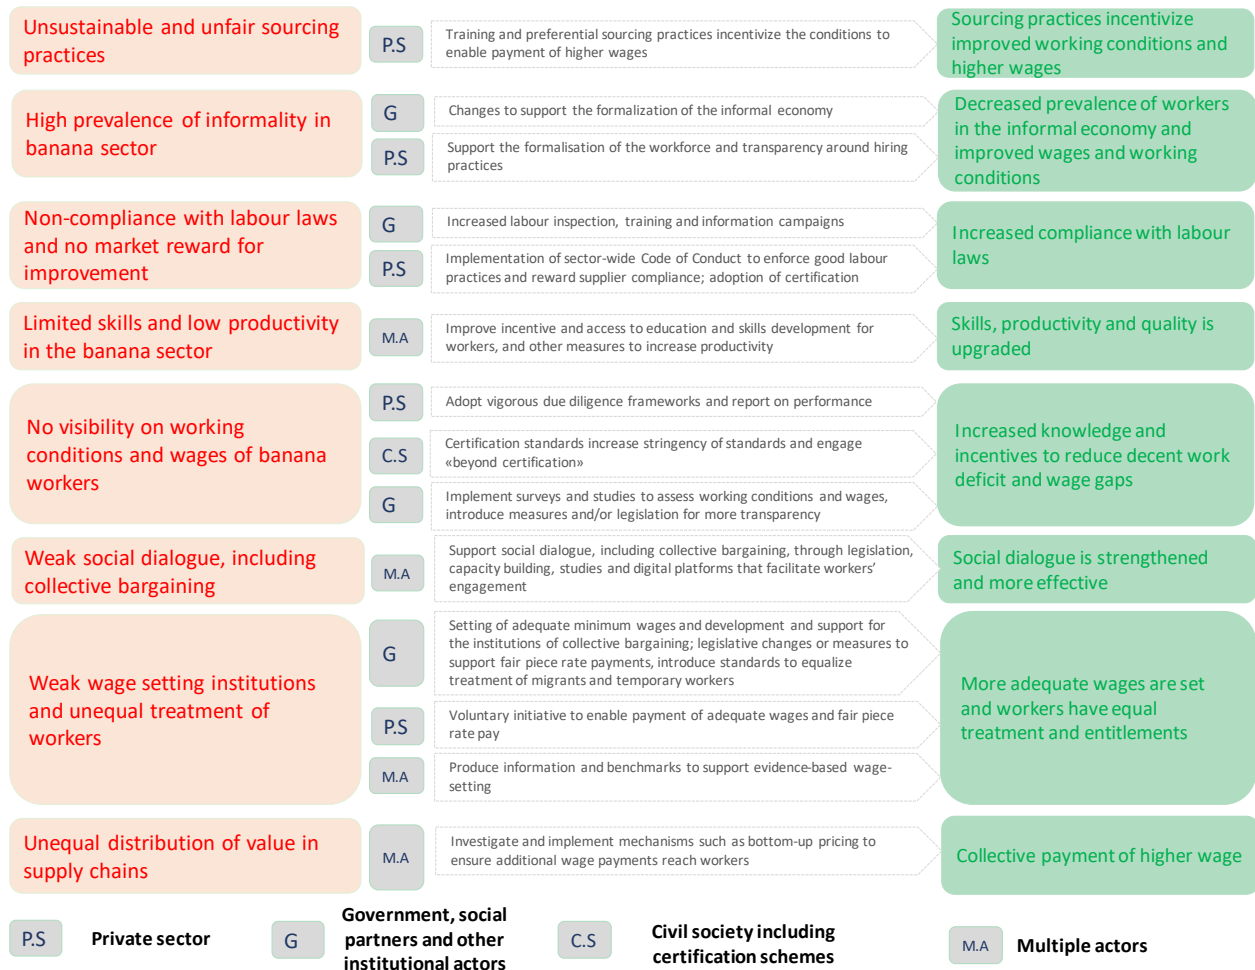 Unsustainable and unfair sourcing
practices
P.S
Training and preferential sourcing practices incentivize the conditions to
enable payment of higher wages
Sourcing practices incentivize
improved working conditions and
higher wages
High prevalence of informality in
banana sector
G
Changes to support the formalization of the informal economy
P.S
Support the formalisation of the workforce and transparency around hiring
practices
Decreased prevalence of workers
in the informal economy and
improved wages and working
conditions
Non-compliance with labour laws
and no market reward for
improvement
G
Increased labour inspection, training and information campaigns
P.S
Implementation of sector-wide Code of Conduct to enforce good labour
practices and reward supplier compliance; adoption of certification
Increased compliance with labour
laws
Limited skills and low productivity
in the banana sector
M.A
Improve incentive and access to education and skills development for
workers, and other measures to increase productivity
Skills, productivity and quality is
upgraded
No visibility on working
conditions and wages of banana
workers
P.S
Adopt vigorous due diligence frameworks and report on performance
C.S
Certification standards increase stringency of standards and engage
«beyond certification»
G
Implement surveys and studies to assess working conditions and wages,
introduce measures and/or legislation for more transparency
Increased knowledge and
incentives to reduce decent work
deficit and wage gaps
Weak social dialogue, including
collective bargaining
M.A
Support social dialogue, including collective bargaining, through legislation,
capacity building, studies and digital platforms that facilitate workers'
engagement
Social dialogue is strengthened
and more effective
Weak wage setting institutions
and unequal treatment of
workers
G
Setting of adequate minimum wages and development and support for
the institutions of collective bargaining; legislative changes or measures to
support fair piece rate payments, introduce standards to equalize
treatment of migrants and temporary workers
P.S
Voluntary initiative to enable payment of adequate wages and fair piece
rate pay
M.A
Produce information and benchmarks to support evidence-based wage-
setting
More adequate wages are set
and workers have equal
treatment and entitlements
Unequal distribution of value in
supply chains
M.A
Investigate and implement mechanisms such as bottom-up pricing to
ensure additional wage payments reach workers
Collective payment of higher wage
P.S
Private sector
G
Government, social
partners and other
institutional actors
C.S
Civil society including
certification schemes
M.A
Multiple actors